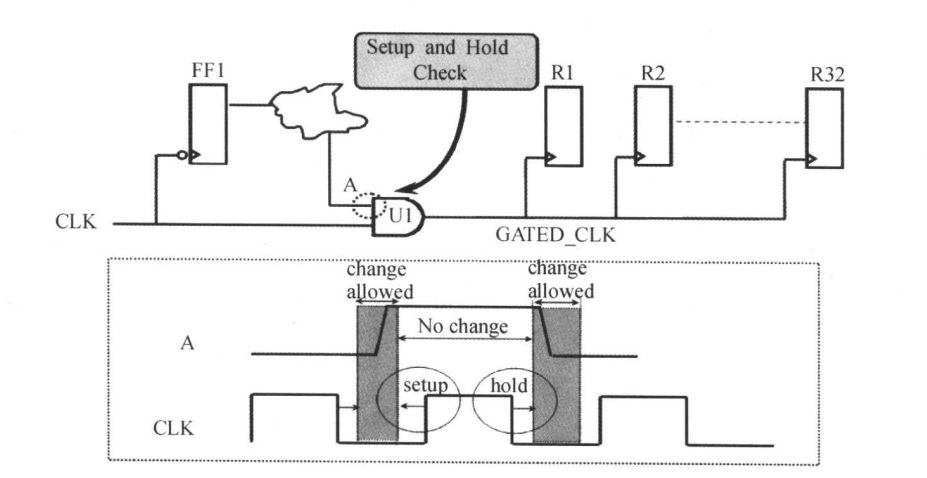 Setup and Hold
Check
FF1
R1
R2
R32
A
U1
CLK
GATED_CLK
change
allowed
change
allowed
No change
A
setup
hold
CLK